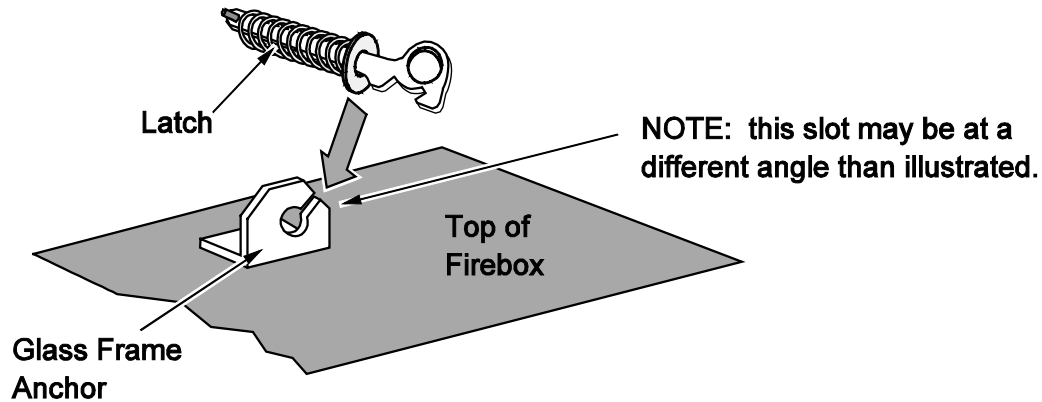 Latch
NOTE:  this slot may be at a
different angle than illustrated.
Top of
Firebox
Glass Frame
Anchor